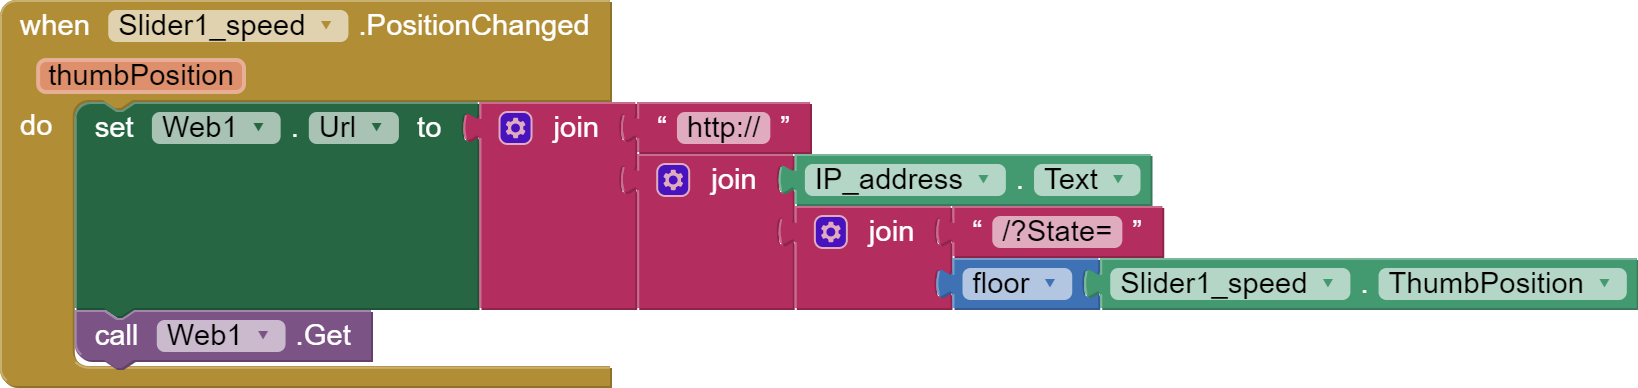 when Slider1_speed .PositionChanged
thumbPosition
do set Web1 . Url to join “ http:// ”
join IP_address . Text
join “ /?State= ”
floor Slider1_speed . ThumbPosition
call Web1 .Get